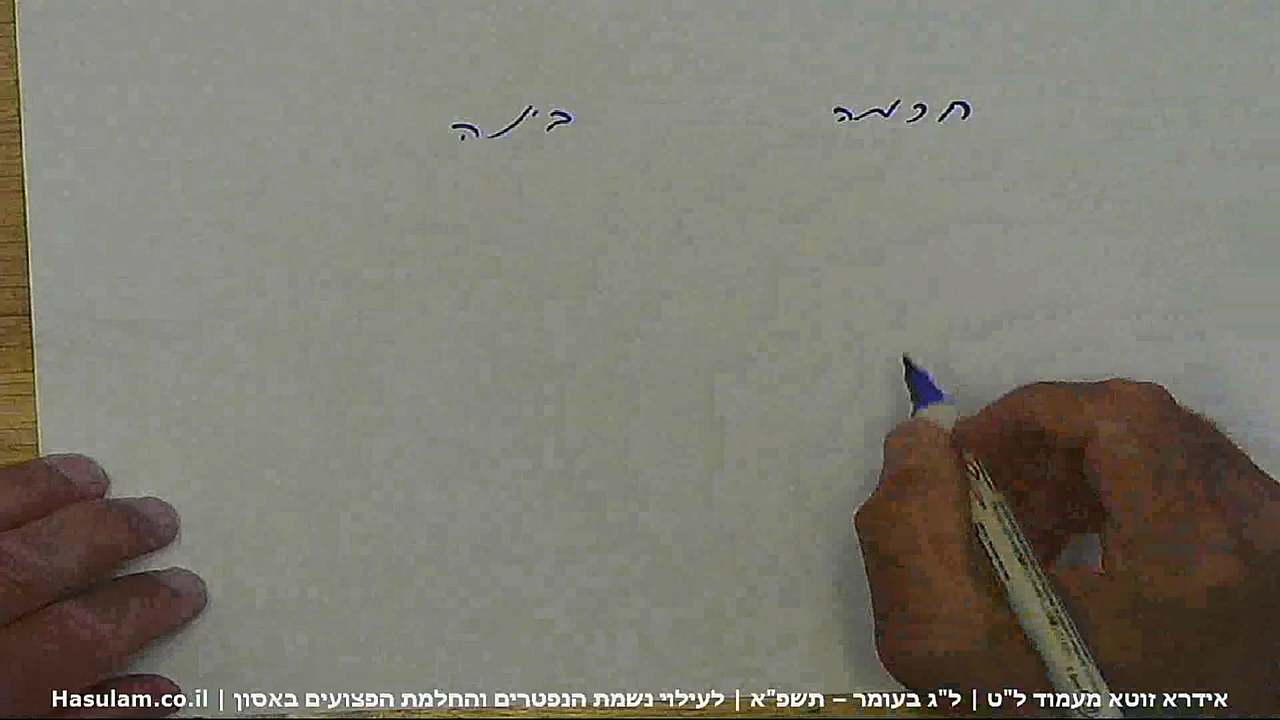 חכמה בינה
אידרא זוטא מעמוד ל"ט | ל"ג בעומר – תשפ"א | לעילוי נשמת הנפטרים והחלמת הפצועים באסון | Hasulam.co.il